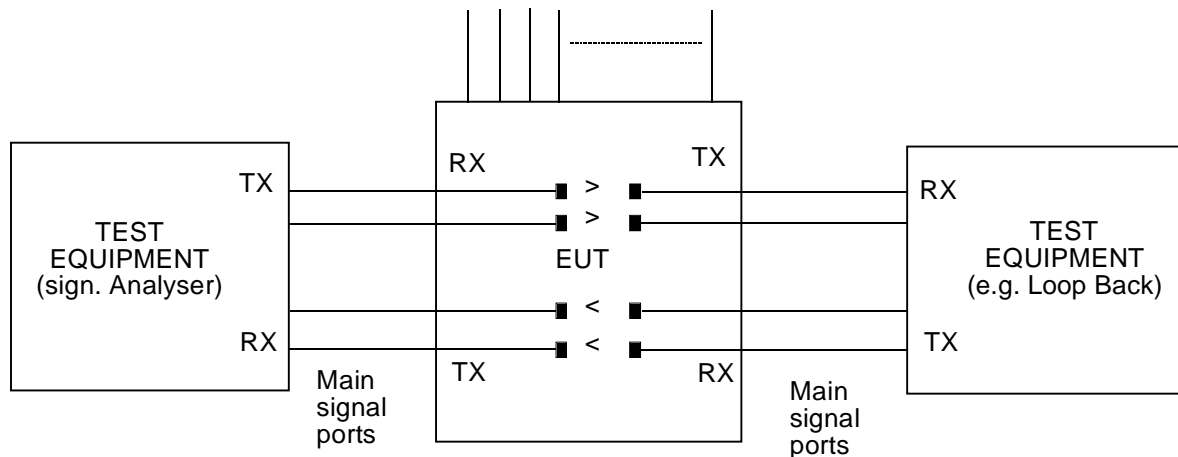 RX
TX
TX
RX
>
>
TEST
EQUIPMENT
(sign. Analyser)
EUT
TEST
EQUIPMENT
(e.g. Loop Back)
<
<
RX
TX
TX
RX
Main
signal
ports
Main
signal
ports